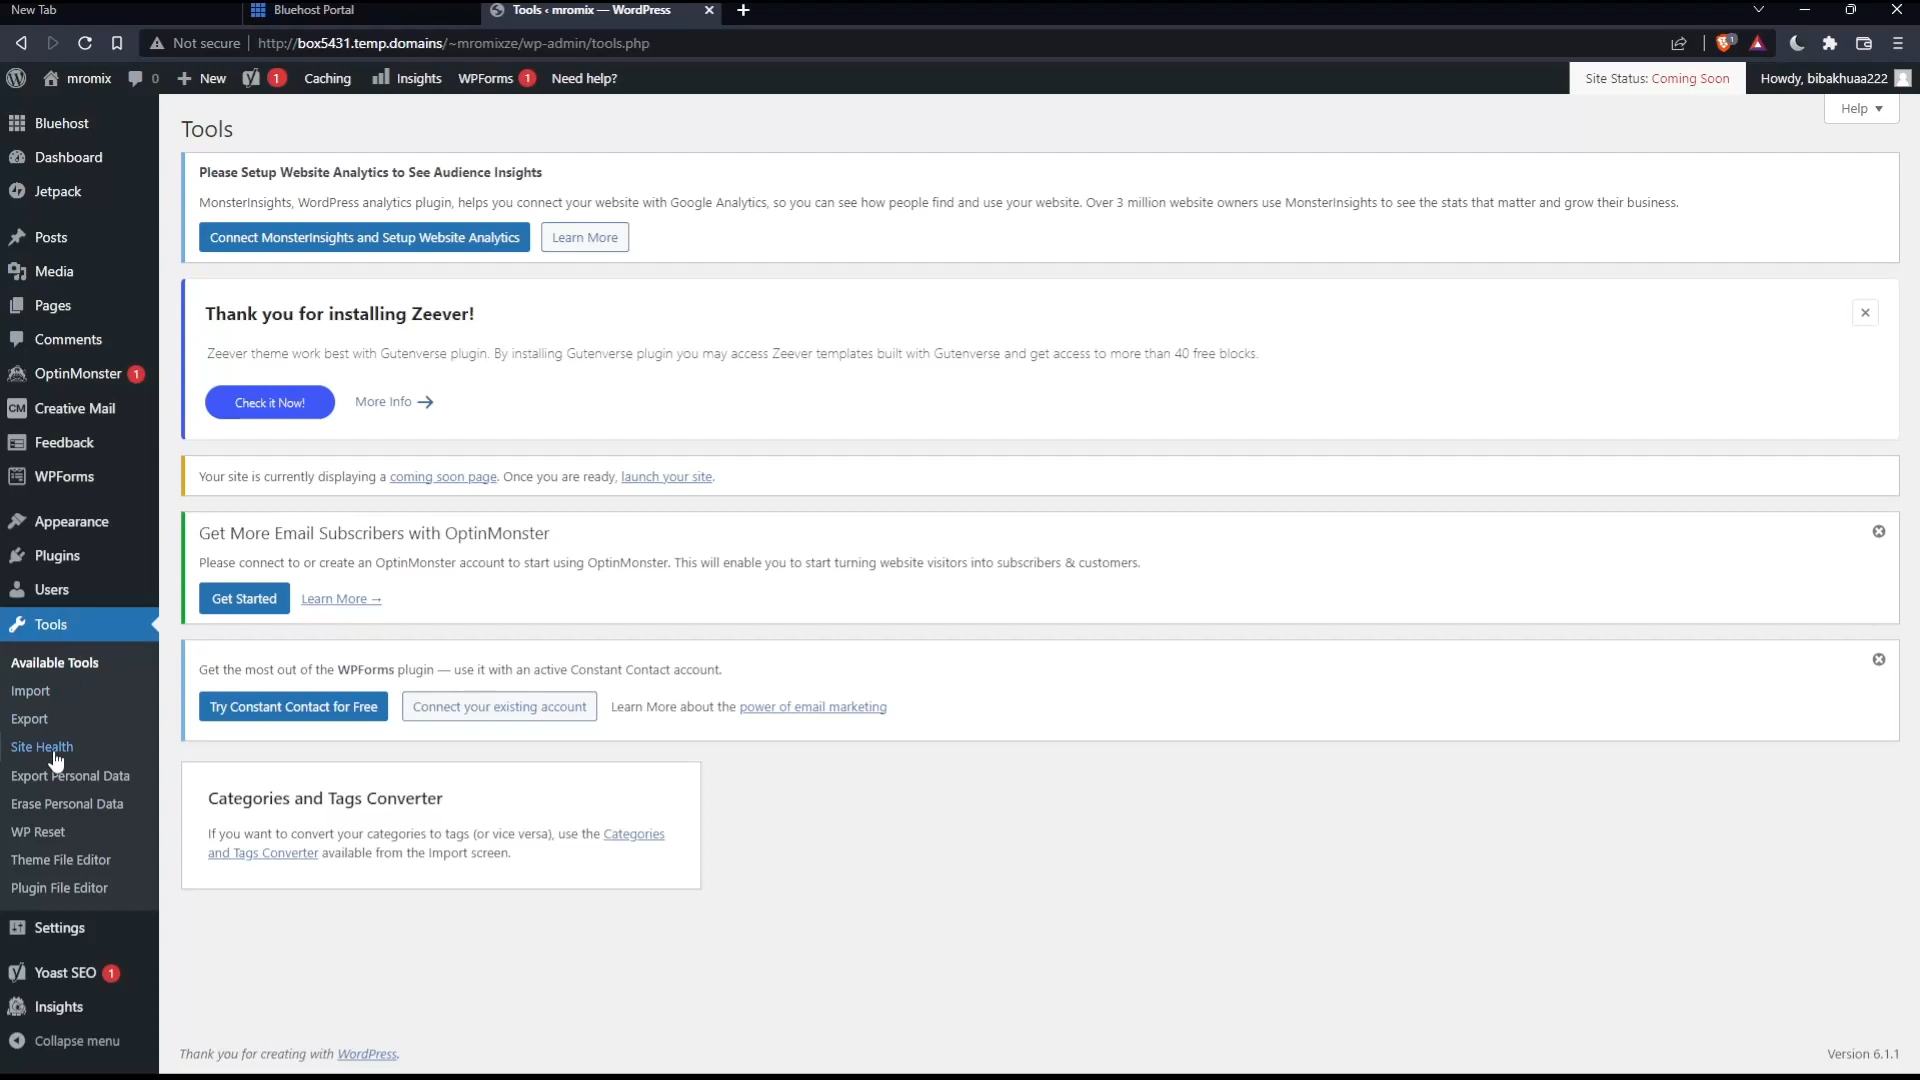 New Tab
Bluehost Portal
Tools ‹ mromix — WordPress
Not secure
http://box5431.temp.domains/~mromixze/wp-admin/tools.php
1
mromix
0
New
1
Caching
Insights
WPForms 1
Need help?
Site Status: Coming Soon
Howdy, bibakhuaa222
Help
Bluehost
Dashboard
Jetpack
Posts
Media
Pages
Comments
OptinMonster 1
CM Creative Mail
Feedback
WPForms
Appearance
Plugins
Users
Tools
Available Tools
Import
Export
Site Health
Export Personal Data
Erase Personal Data
WP Reset
Theme File Editor
Plugin File Editor
Settings
Yoast SEO 1
Insights
Collapse menu
Tools
Please Setup Website Analytics to See Audience Insights
MonsterInsights, WordPress analytics plugin, helps you connect your website with Google Analytics, so you can see how people find and use your website. Over 3 million website owners use MonsterInsights to see the stats that matter and grow their business.
Connect MonsterInsights and Setup Website Analytics
Learn More
Thank you for installing Zeever!
Zeever theme work best with Gutenverse plugin. By installing Gutenverse plugin you may access Zeever templates built with Gutenverse and get access to more than 40 free blocks.
Check it Now!
More Info →
Your site is currently displaying a coming soon page. Once you are ready, launch your site.
Get More Email Subscribers with OptinMonster
Please connect to or create an OptinMonster account to start using OptinMonster. This will enable you to start turning website visitors into subscribers & customers.
Get Started
Learn More →
Get the most out of the WPForms plugin — use it with an active Constant Contact account.
Try Constant Contact for Free
Connect your existing account
Learn More about the power of email marketing
Categories and Tags Converter
If you want to convert your categories to tags (or vice versa), use the Categories
and Tags Converter available from the Import screen.
Thank you for creating with WordPress.
Version 6.1.1